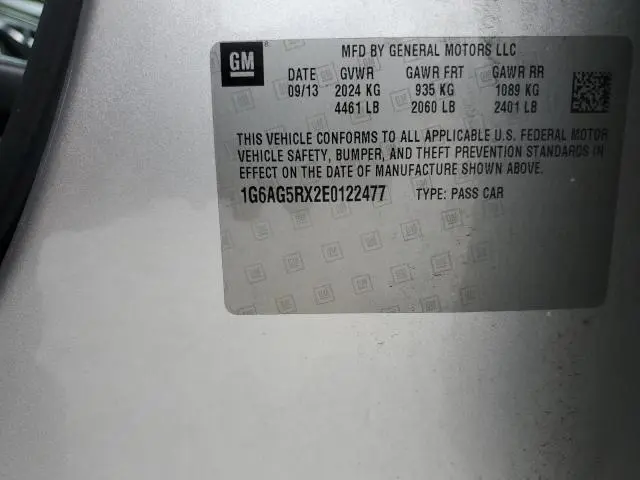 GM MFD BY GENERAL MOTORS LLC
DATE GVWR GAWR FRT GAWR RR
09/13 2024 KG 935 KG 1089 KG
4461 LB 2060 LB 2401 LB
THIS VEHICLE CONFORMS TO ALL APPLICABLE U.S. FEDERAL MOTOR
VEHICLE SAFETY, BUMPER, AND THEFT PREVENTION STANDARDS IN
EFFECT ON THE DATE OF MANUFACTURE SHOWN ABOVE.
1G6AG5RX2E0122477 TYPE: PASS CAR